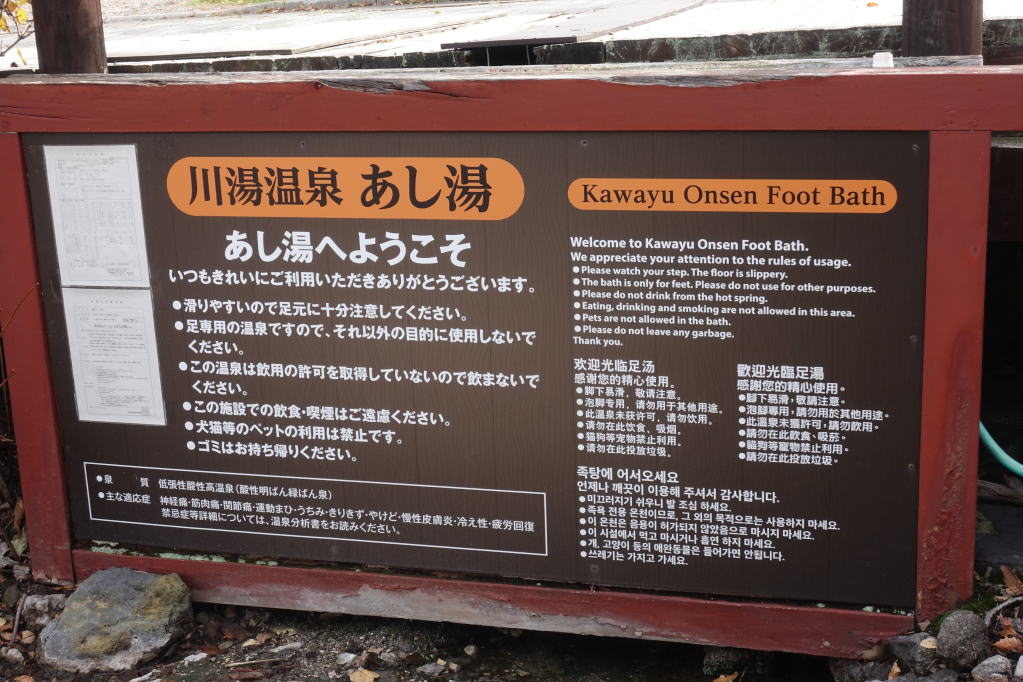 川湯温泉 あし湯
あし湯へようこそ
いつもきれいにご利用いただきありがとうございます。
●滑りやすいので足元に十分注意してください。
●足専用の温泉ですので、それ以外の目的に使用しないで
ください。
●この温泉は飲用の許可を取得していないので飲まないで
ください。
●この施設での飲食・喫煙はご遠慮ください。
●犬猫等のペットの利用は禁止です。
●ゴミはお持ち帰りください。
●泉　　質　低張性酸性高温泉（酸性明ばん緑ばん泉）
●主な適応症　神経痛・筋肉痛・関節痛・運動まひ・うちみ・きりきず・やけど・慢性皮膚炎・冷え性・疲労回復
禁忌症等詳細については、温泉分析書をお読みください。
Kawayu Onsen Foot Bath
Welcome to Kawayu Onsen Foot Bath.
We appreciate your attention to the rules of usage.
●Please watch your step. The floor is slippery.
●The bath is only for feet. Please do not use for other purposes.
●Please do not drink from the hot spring.
●Eating, drinking and smoking are not allowed in this area.
●Pets are not allowed in the bath.
●Please do not leave any garbage.
Thank you.
欢迎光临足汤
感谢您的精心使用。
●脚下易滑，敬请注意。
●泡脚专用，请勿用于其他用途。
●此温泉未获许可，请勿饮用。
●请勿在此饮食、吸烟。
●猫狗等宠物禁止利用。
●请勿在此投放垃圾。
歡迎光臨足湯
感謝您的精心使用。
●腳下易滑，敬請注意。
●泡腳專用，請勿用於其他用途。
●此溫泉未獲許可，請勿飲用。
●請勿在此飲食、吸菸。
●貓狗等寵物禁止利用。
●請勿在此投放垃圾。
족탕에 어서오세요
언제나 깨끗이 이용해 주셔서 감사합니다.
●미끄러지기 쉬우니 발 조심 하세요.
●족욕 전용 온천이므로, 그 외의 목적으로는 사용하지 마세요.
●이 온천은 음용이 허가되지 않았음으로 마시지 마세요.
●이 시설에서 먹고 마시거나 흡연 하지 마세요.
●개, 고양이 등의 애완동물은 들어가면 안됩니다.
●쓰레기는 가지고 가세요.